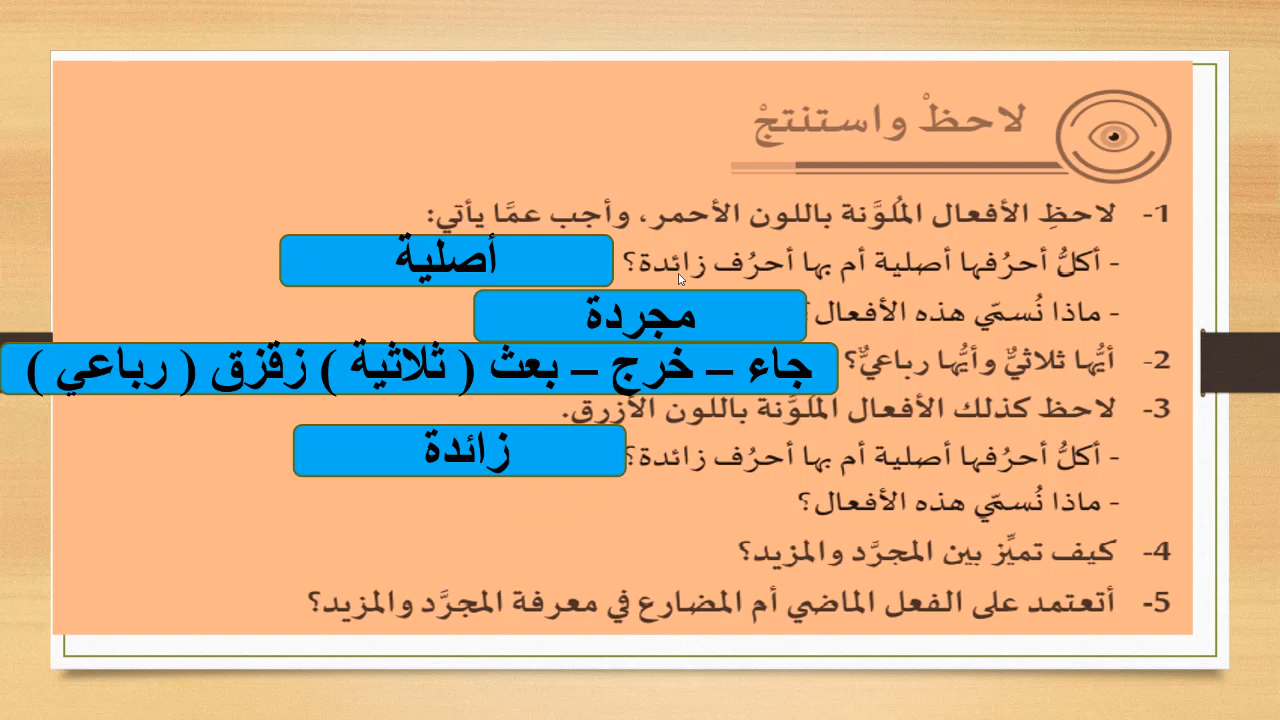 لاحظْ واستنتجْ
1- لاحظِ الأفعال المُلوَّنة باللون الأحمر، وأجب عمَّا يأتي:
- أكلُّ أحرُفها أصلية أم بها أحرُف زائدة؟ أصلية
- ماذا نُسمّي هذه الأفعال؟ مجردة
2- أيُّها ثلاثيٌّ وأيُّها رباعيٌّ؟ جاء – خرج – بعث ( ثلاثية ) زقزق ( رباعي )
3- لاحظ كذلك الأفعال الملوَّنة باللون الأزرق.
- أكلُّ أحرُفها أصلية أم بها أحرُف زائدة؟ زائدة
- ماذا نُسمّي هذه الأفعال؟
4- كيف تميِّز بين المجرَّد والمزيد؟
5- أتعتمد على الفعل الماضي أم المضارع في معرفة المجرَّد والمزيد؟